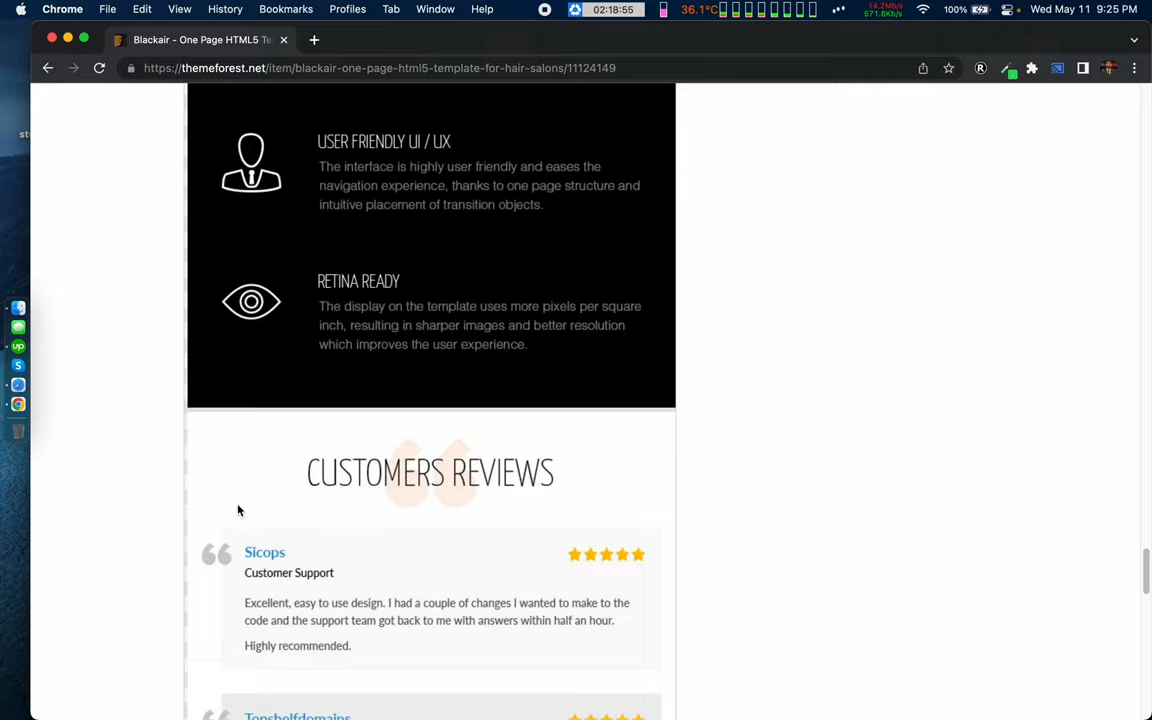 Chrome File Edit View History Bookmarks Profiles Tab Window Help 02:18:55 36.1°C 14.2Mb/s 571.6Kb/s 100% Wed May 11 9:25 PM
Blackair - One Page HTML5 Te
https://themeforest.net/item/blackair-one-page-html5-template-for-hair-salons/11124149
USER FRIENDLY UI / UX
The interface is highly user friendly and eases the
navigation experience, thanks to one page structure and
intuitive placement of transition objects.
RETINA READY
The display on the template uses more pixels per square
inch, resulting in sharper images and better resolution
which improves the user experience.
CUSTOMERS REVIEWS
Sicops
Customer Support
Excellent, easy to use design. I had a couple of changes I wanted to make to the
code and the support team got back to me with answers within half an hour.
Highly recommended.
Topshelfdomains